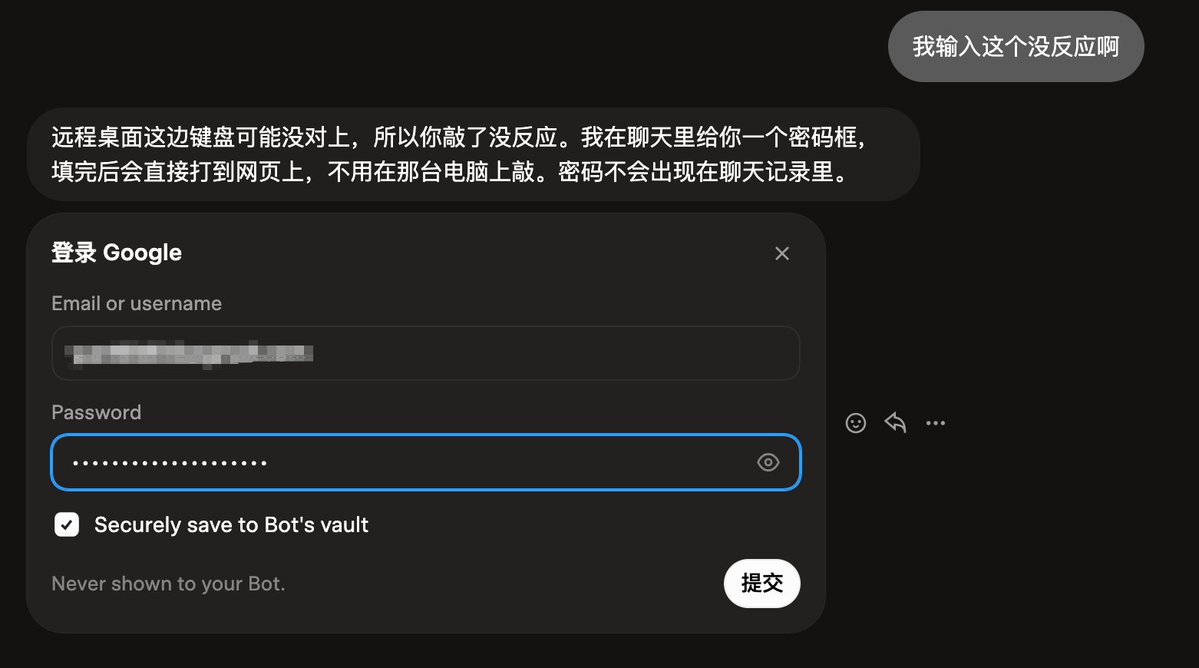 我输入这个没反应啊
远程桌面这边键盘可能没对上，所以你敲了没反应。我在聊天里给你一个密码框，
填完后会直接打到网页上，不用在那台电脑上敲。密码不会出现在聊天记录里。
登录 Google
Email or username
Password
Securely save to Bot's vault
Never shown to your Bot.
提交